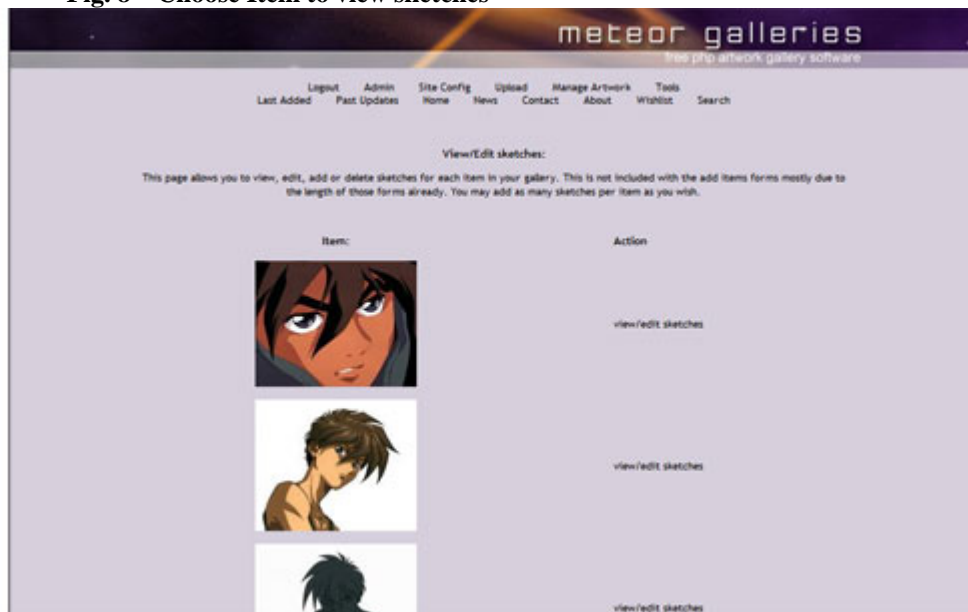 Fig. 8 – Choose Item to view sketches
meteor galleries
free php artwork gallery software
Logout Admin Site Config Upload Manage Artwork Tools
Last Added Past Updates Home News Contact About Wishlist Search
View/Edit sketches:
This page allows you to view, edit, add or delete sketches for each item in your gallery. This is not included with the add items forms mostly due to
the length of those forms already. You may add as many sketches per item as you wish.
Item: Action
view/edit sketches
view/edit sketches
view/edit sketches